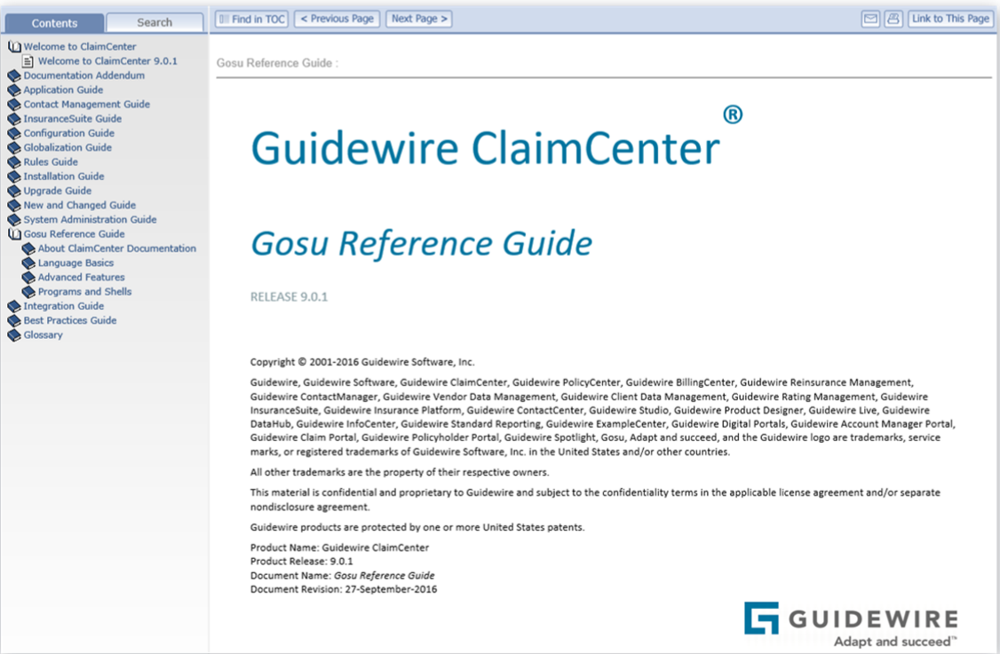 Contents
Search
Find in TOC
< Previous Page
Next Page >
Link to This Page
Welcome to ClaimCenter
Welcome to ClaimCenter 9.0.1
Documentation Addendum
Application Guide
Contact Management Guide
InsuranceSuite Guide
Configuration Guide
Globalization Guide
Rules Guide
Installation Guide
Upgrade Guide
New and Changed Guide
System Administration Guide
Gosu Reference Guide
About ClaimCenter Documentation
Language Basics
Advanced Features
Programs and Shells
Integration Guide
Best Practices Guide
Glossary
Gosu Reference Guide :
Guidewire ClaimCenter®
Gosu Reference Guide
RELEASE 9.0.1
Copyright © 2001-2016 Guidewire Software, Inc.
Guidewire, Guidewire Software, Guidewire ClaimCenter, Guidewire PolicyCenter, Guidewire BillingCenter, Guidewire Reinsurance Management,
Guidewire ContactManager, Guidewire Vendor Data Management, Guidewire Client Data Management, Guidewire Rating Management, Guidewire
InsuranceSuite, Guidewire Insurance Platform, Guidewire ContactCenter, Guidewire Studio, Guidewire Product Designer, Guidewire Live, Guidewire
DataHub, Guidewire InfoCenter, Guidewire Standard Reporting, Guidewire ExampleCenter, Guidewire Digital Portals, Guidewire Account Manager Portal,
Guidewire Claim Portal, Guidewire Policyholder Portal, Guidewire Spotlight, Gosu, Adapt and succeed, and the Guidewire logo are trademarks, service
marks, or registered trademarks of Guidewire Software, Inc. in the United States and/or other countries.
All other trademarks are the property of their respective owners.
This material is confidential and proprietary to Guidewire and subject to the confidentiality terms in the applicable license agreement and/or separate
nondisclosure agreement.
Guidewire products are protected by one or more United States patents.
Product Name: Guidewire ClaimCenter
Product Release: 9.0.1
Document Name: Gosu Reference Guide
Document Revision: 27-September-2016
GUIDEWIRE
Adapt and succeed™